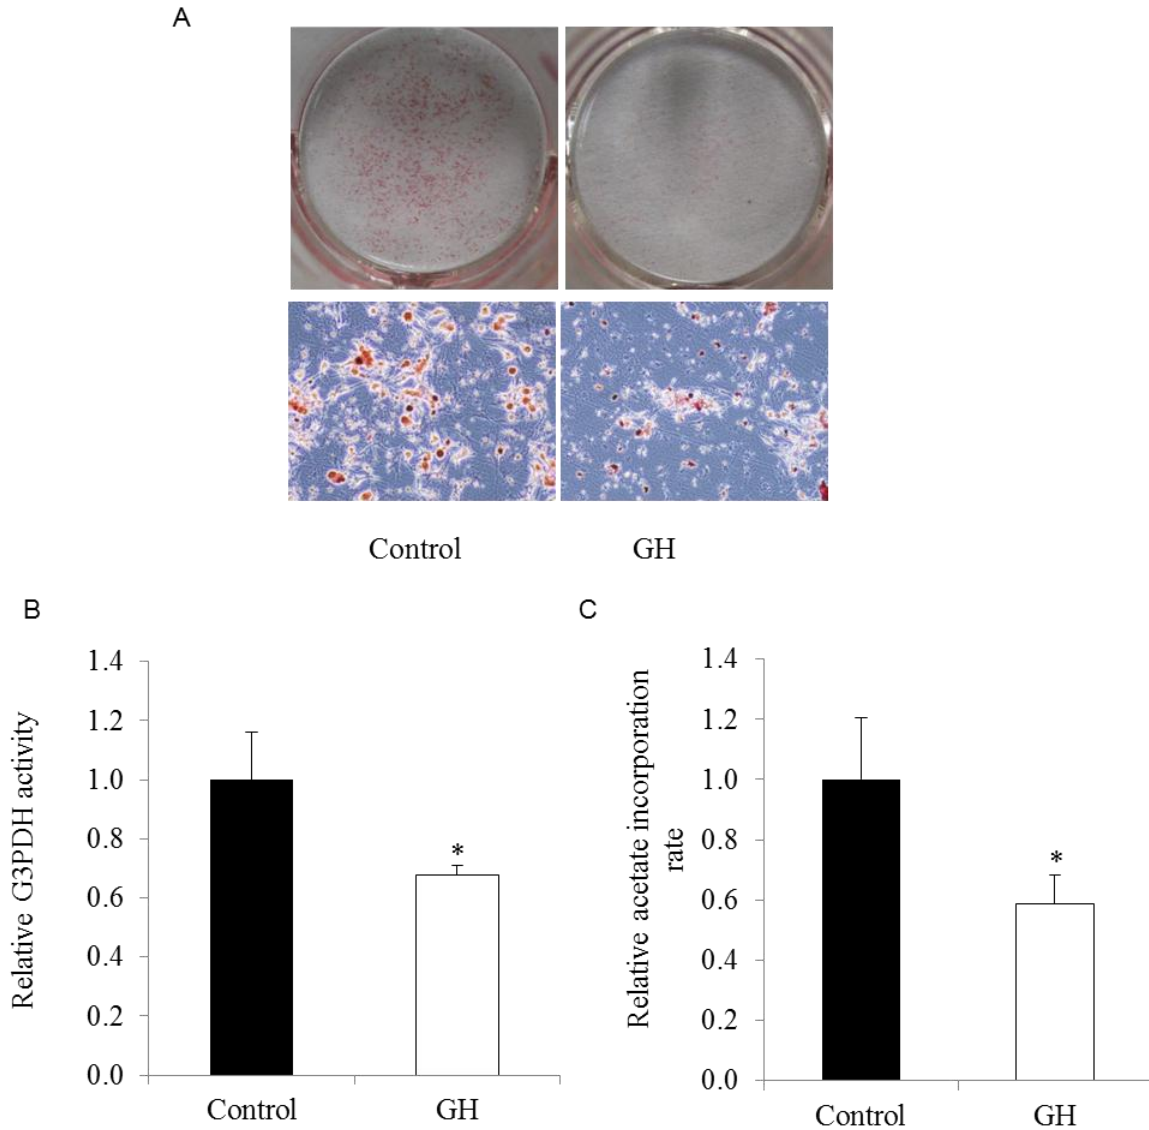 A
Control GH
B
Relative G3PDH activity
1.4
1.2
1.0
0.8
0.6
0.4
0.2
0.0
*
Control GH
C
Relative acetate incorporation
rate
1.4
1.2
1.0
0.8
0.6
0.4
0.2
0.0
*
Control GH